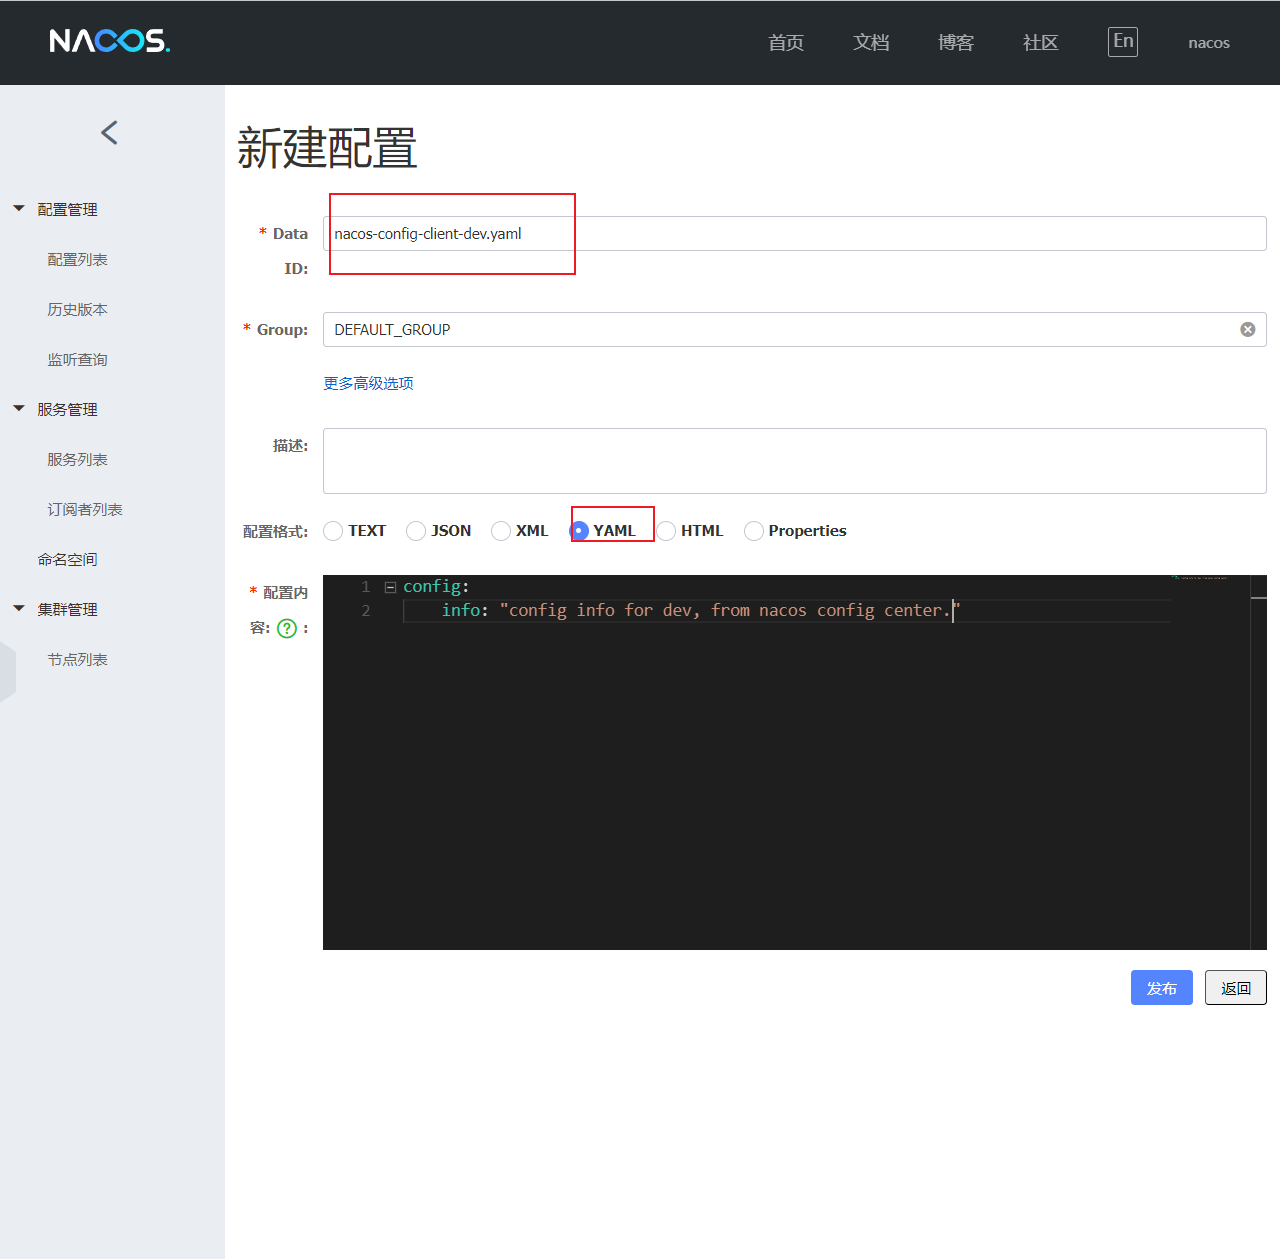 NACOS.
首页 文档 博客 社区 En nacos
新建配置
配置管理
配置列表
历史版本
监听查询
服务管理
服务列表
订阅者列表
命名空间
集群管理
节点列表
* Data ID: nacos-config-client-dev.yaml
* Group: DEFAULT_GROUP
更多高级选项
描述:
配置格式: TEXT JSON XML YAML HTML Properties
* 配置内容: ? :
1 config:
2 info: "config info for dev, from nacos config center."
发布 返回